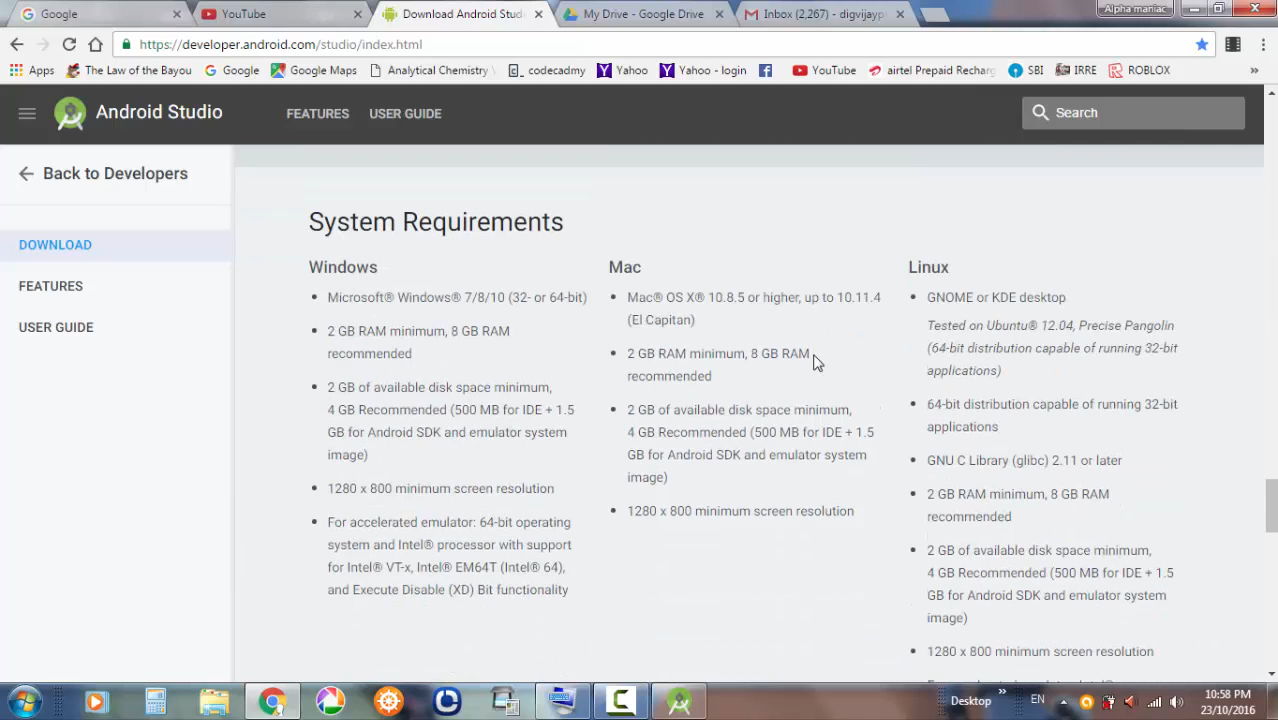 Google
YouTube
Download Android Studi
My Drive - Google Drive
Inbox (2,267) - digvijayp
Alpha maniac
https://developer.android.com/studio/index.html
Apps
The Law of the Bayou
Google
Google Maps
Analytical Chemistry
codecadmy
Yahoo
Yahoo - login
YouTube
airtel Prepaid Recharg
SBI
IRRE
ROBLOX
Android Studio
FEATURES
USER GUIDE
Search
Back to Developers
DOWNLOAD
FEATURES
USER GUIDE
System Requirements
Windows
Microsoft® Windows® 7/8/10 (32- or 64-bit)
2 GB RAM minimum, 8 GB RAM
recommended
2 GB of available disk space minimum,
4 GB Recommended (500 MB for IDE + 1.5
GB for Android SDK and emulator system
image)
1280 x 800 minimum screen resolution
For accelerated emulator: 64-bit operating
system and Intel® processor with support
for Intel® VT-x, Intel® EM64T (Intel® 64),
and Execute Disable (XD) Bit functionality
Mac
Mac® OS X® 10.8.5 or higher, up to 10.11.4
(El Capitan)
2 GB RAM minimum, 8 GB RAM
recommended
2 GB of available disk space minimum,
4 GB Recommended (500 MB for IDE + 1.5
GB for Android SDK and emulator system
image)
1280 x 800 minimum screen resolution
Linux
GNOME or KDE desktop
Tested on Ubuntu® 12.04, Precise Pangolin
(64-bit distribution capable of running 32-bit
applications)
64-bit distribution capable of running 32-bit
applications
GNU C Library (glibc) 2.11 or later
2 GB RAM minimum, 8 GB RAM
recommended
2 GB of available disk space minimum,
4 GB Recommended (500 MB for IDE + 1.5
GB for Android SDK and emulator system
image)
1280 x 800 minimum screen resolution
Desktop
EN
10:58 PM
23/10/2016